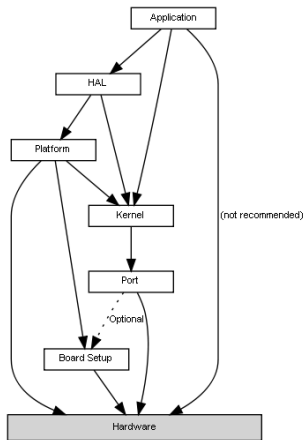 Application
HAL
Platform
Kernel
(not recommended)
Port
Optional
Board Setup
Hardware